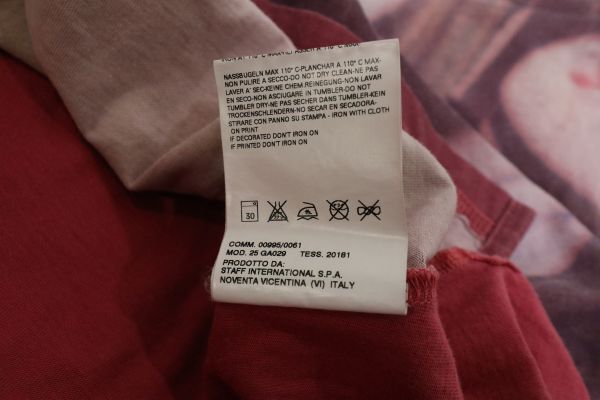 NASSBÜGELN MAX 110° C-PLANCHAR A 110° C MAX-
NON PULIRE A SECCO-DO NOT DRY CLEAN-NE PAS
LAVER A' SEC-KEINE CHEM REINIGUNG-NON LAVAR
EN SECO-NON ASCIUGARE IN TUMBLER-DO NOT
TUMBLER DRY-NE PAS SECHER DANS TUMBLER-KEIN
TROCKENSCHLENDERN-NO SECAR EN SECADORA-
STIRARE CON PANNO SU STAMPA - IRON WITH CLOTH
ON PRINT
IF DECORATED DON'T IRON ON
IF PRINTED DON'T IRON ON
30
COMM. 00995/0061
MOD. 25 GA029 TESS. 20181
PRODOTTO DA:
STAFF INTERNATIONAL S.P.A.
NOVENTA VICENTINA (VI) ITALY